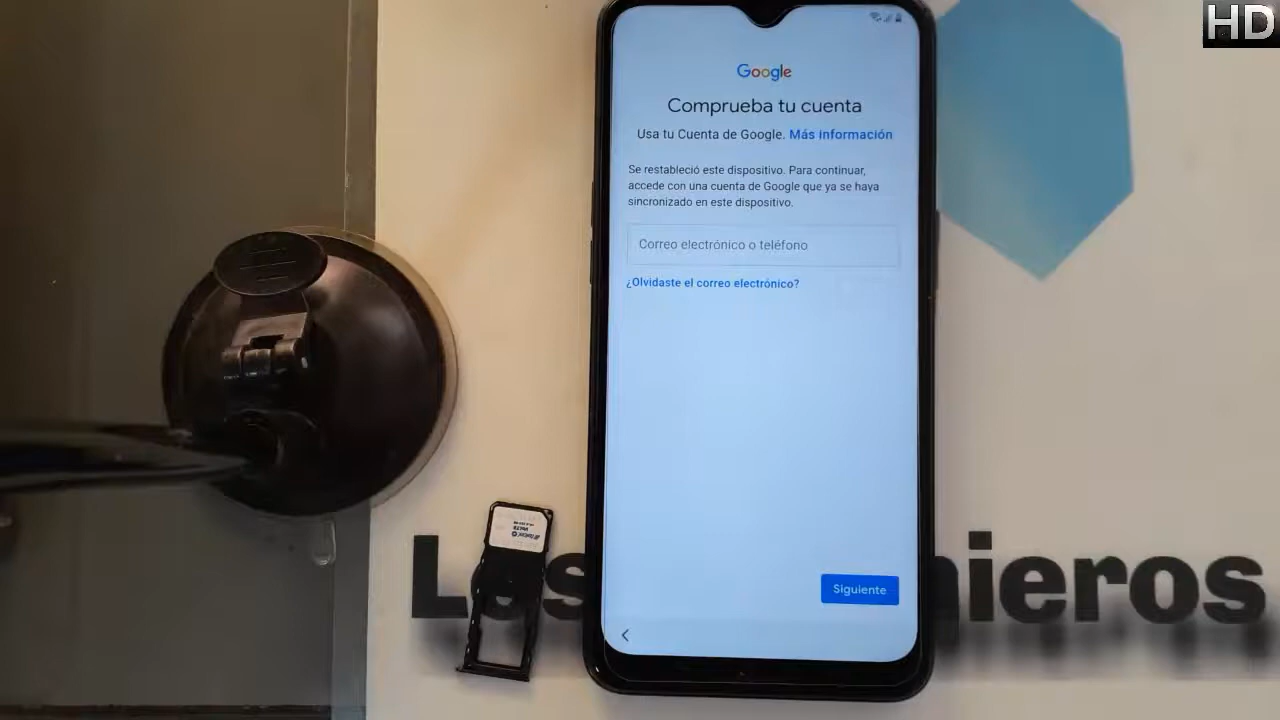 HD
Google
Comprueba tu cuenta
Usa tu Cuenta de Google. Más información
Se restableció este dispositivo. Para continuar,
accede con una cuenta de Google que ya se haya
sincronizado en este dispositivo.
Correo electrónico o teléfono
¿Olvidaste el correo electrónico?
Siguiente
Los
nieros